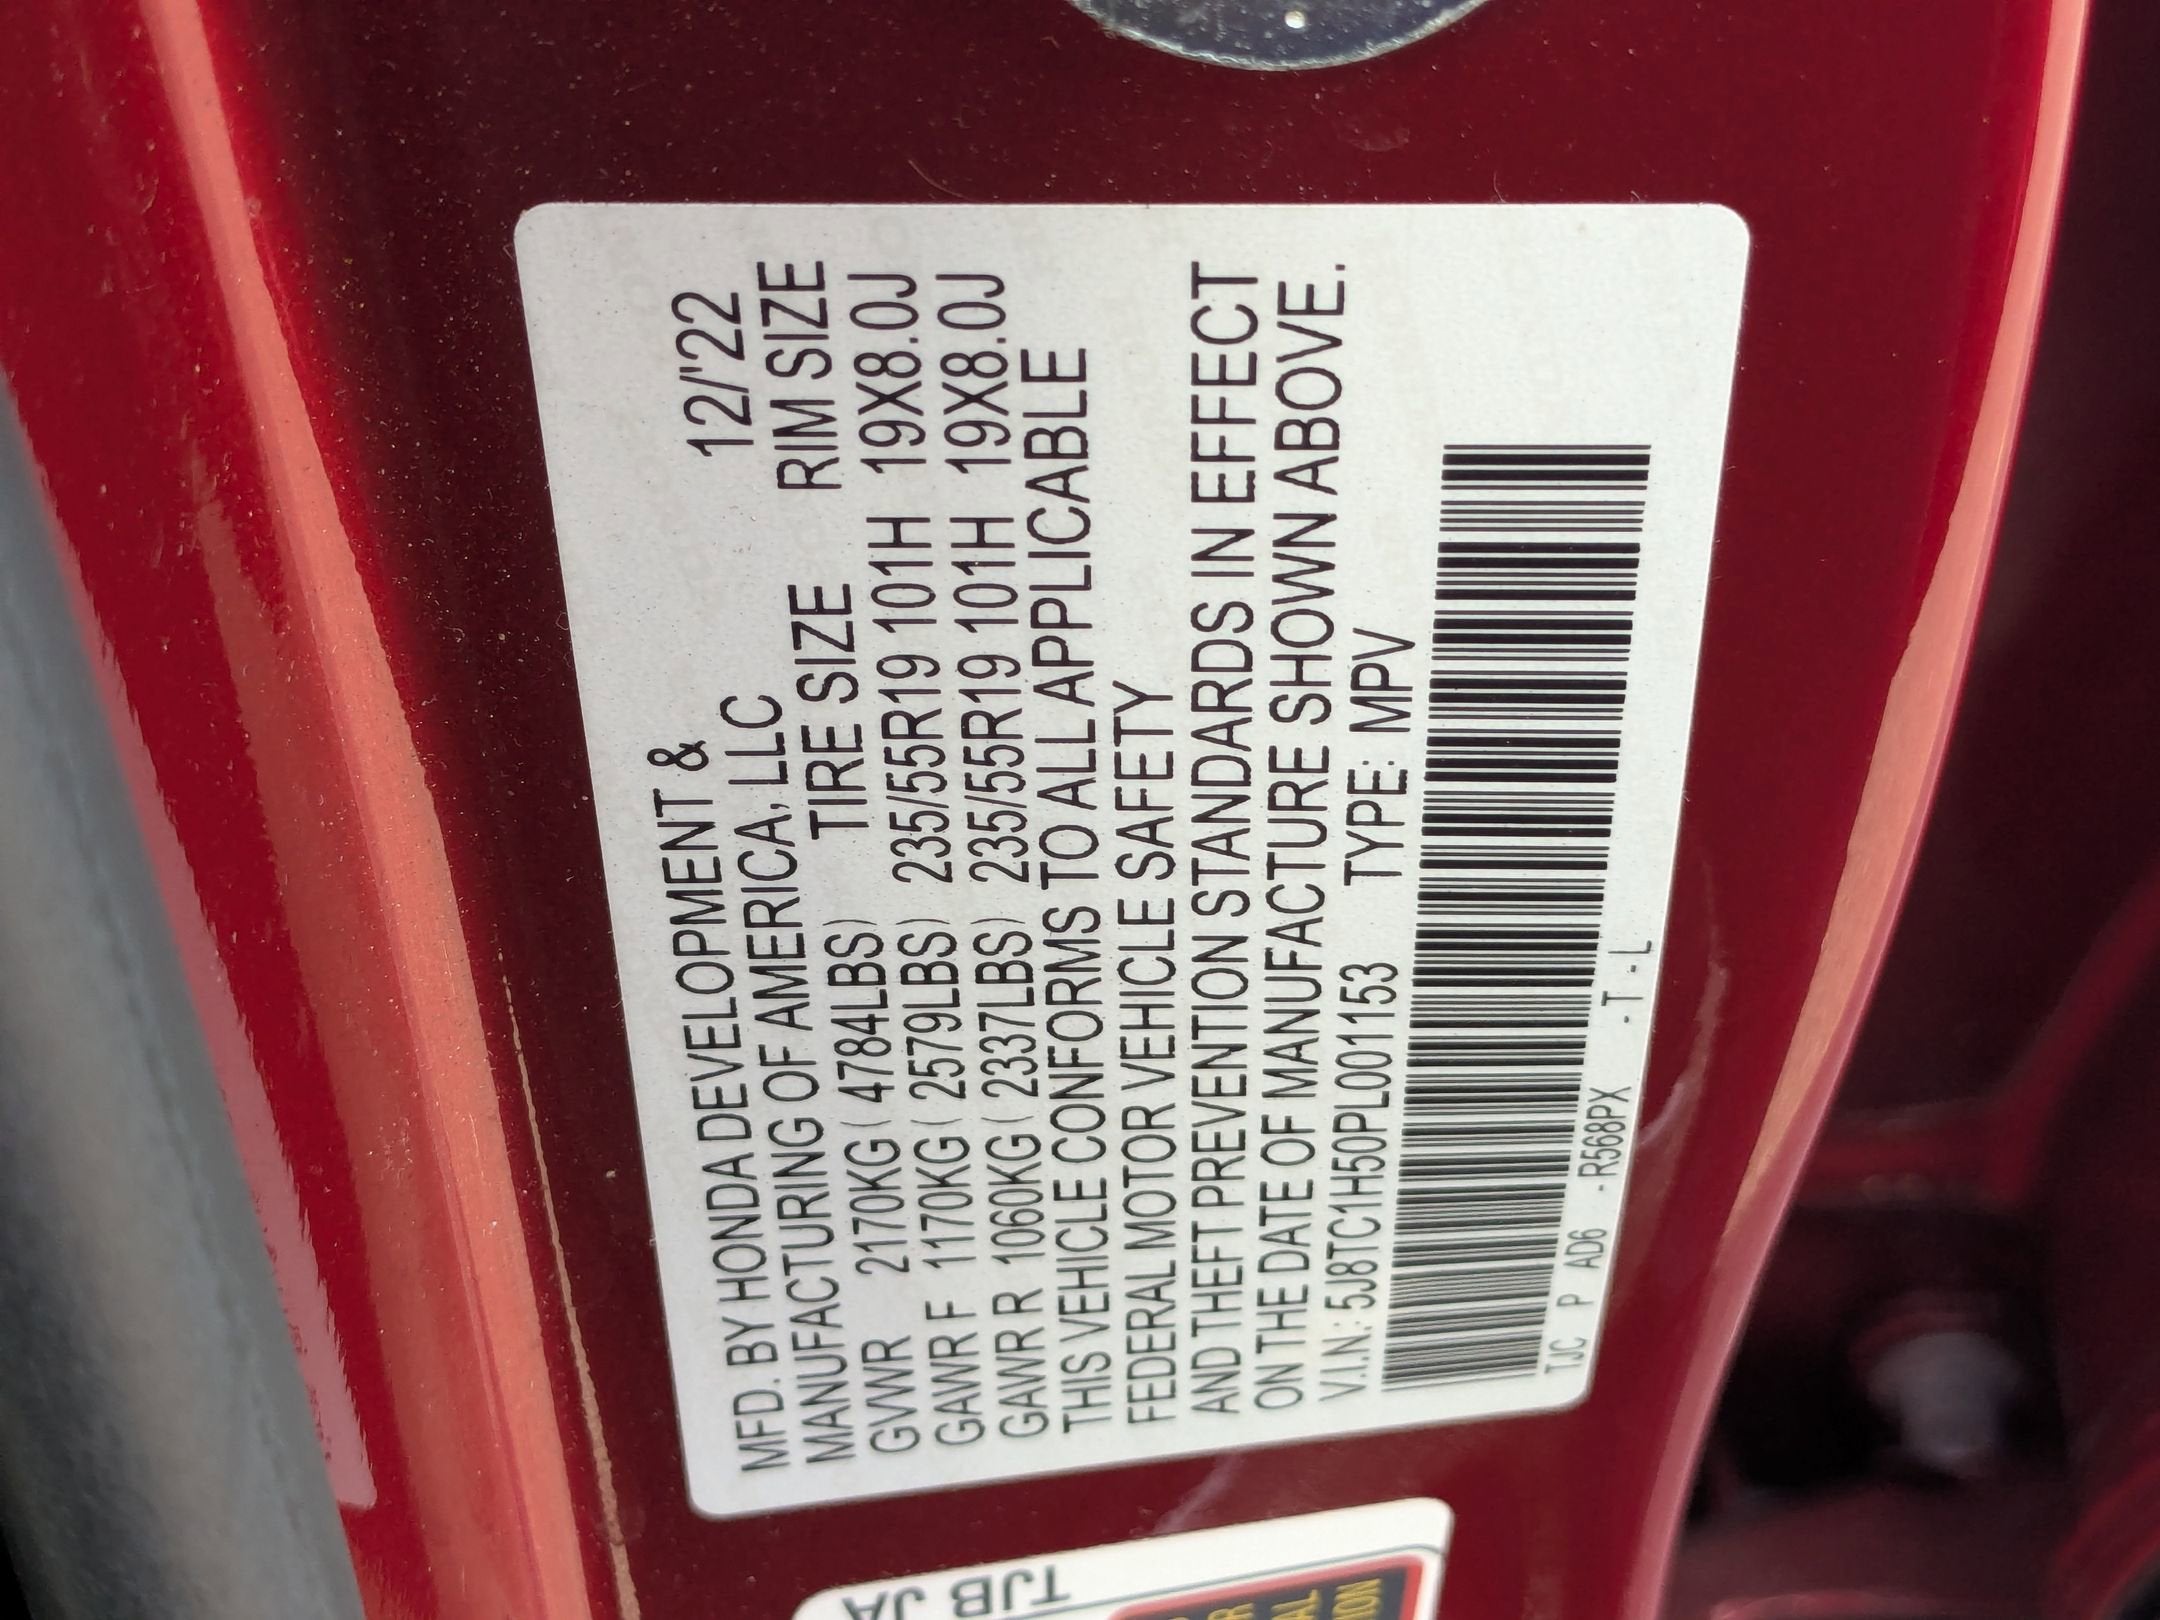 MFD. BY HONDA DEVELOPMENT &
MANUFACTURING OF AMERICA, LLC 12/'22
TIRE SIZE RIM SIZE
GVWR 2170KG ( 4784LBS)
GAWR F 1170KG ( 2579LBS) 235/55R19 101H 19X8.0J
GAWR R 1060KG ( 2337LBS) 235/55R19 101H 19X8.0J
THIS VEHICLE CONFORMS TO ALL APPLICABLE
FEDERAL MOTOR VEHICLE SAFETY
AND THEFT PREVENTION STANDARDS IN EFFECT
ON THE DATE OF MANUFACTURE SHOWN ABOVE.
V.I.N.: 5J8TC1H50PL001153 TYPE: MPV
TJC P AD6 -R568PX - T - L
TJB JA